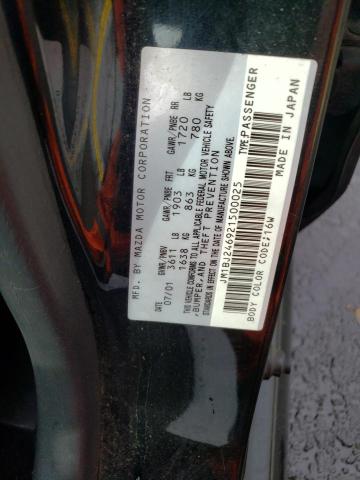 MFD. BY MAZDA MOTOR CORPORATION
DATE GVWR LB GAWR/PNBE FRT LB GAWR/PNBE RR LB
07/01 3611 1903 1720
1638 KG 863 KG 780 KG
THIS VEHICLE CONFORMS TO ALL APPLICABLE FEDERAL MOTOR VEHICLE SAFETY
,BUMPER,AND THEFT PREVENTION
STANDARDS IN EFFECT ON THE DATE OF MANUFACTURE SHOWN ABOVE.
JM1BJ246921500025 TYPE:PASSENGER
BODY COLOR CODE:16W MADE IN JAPAN